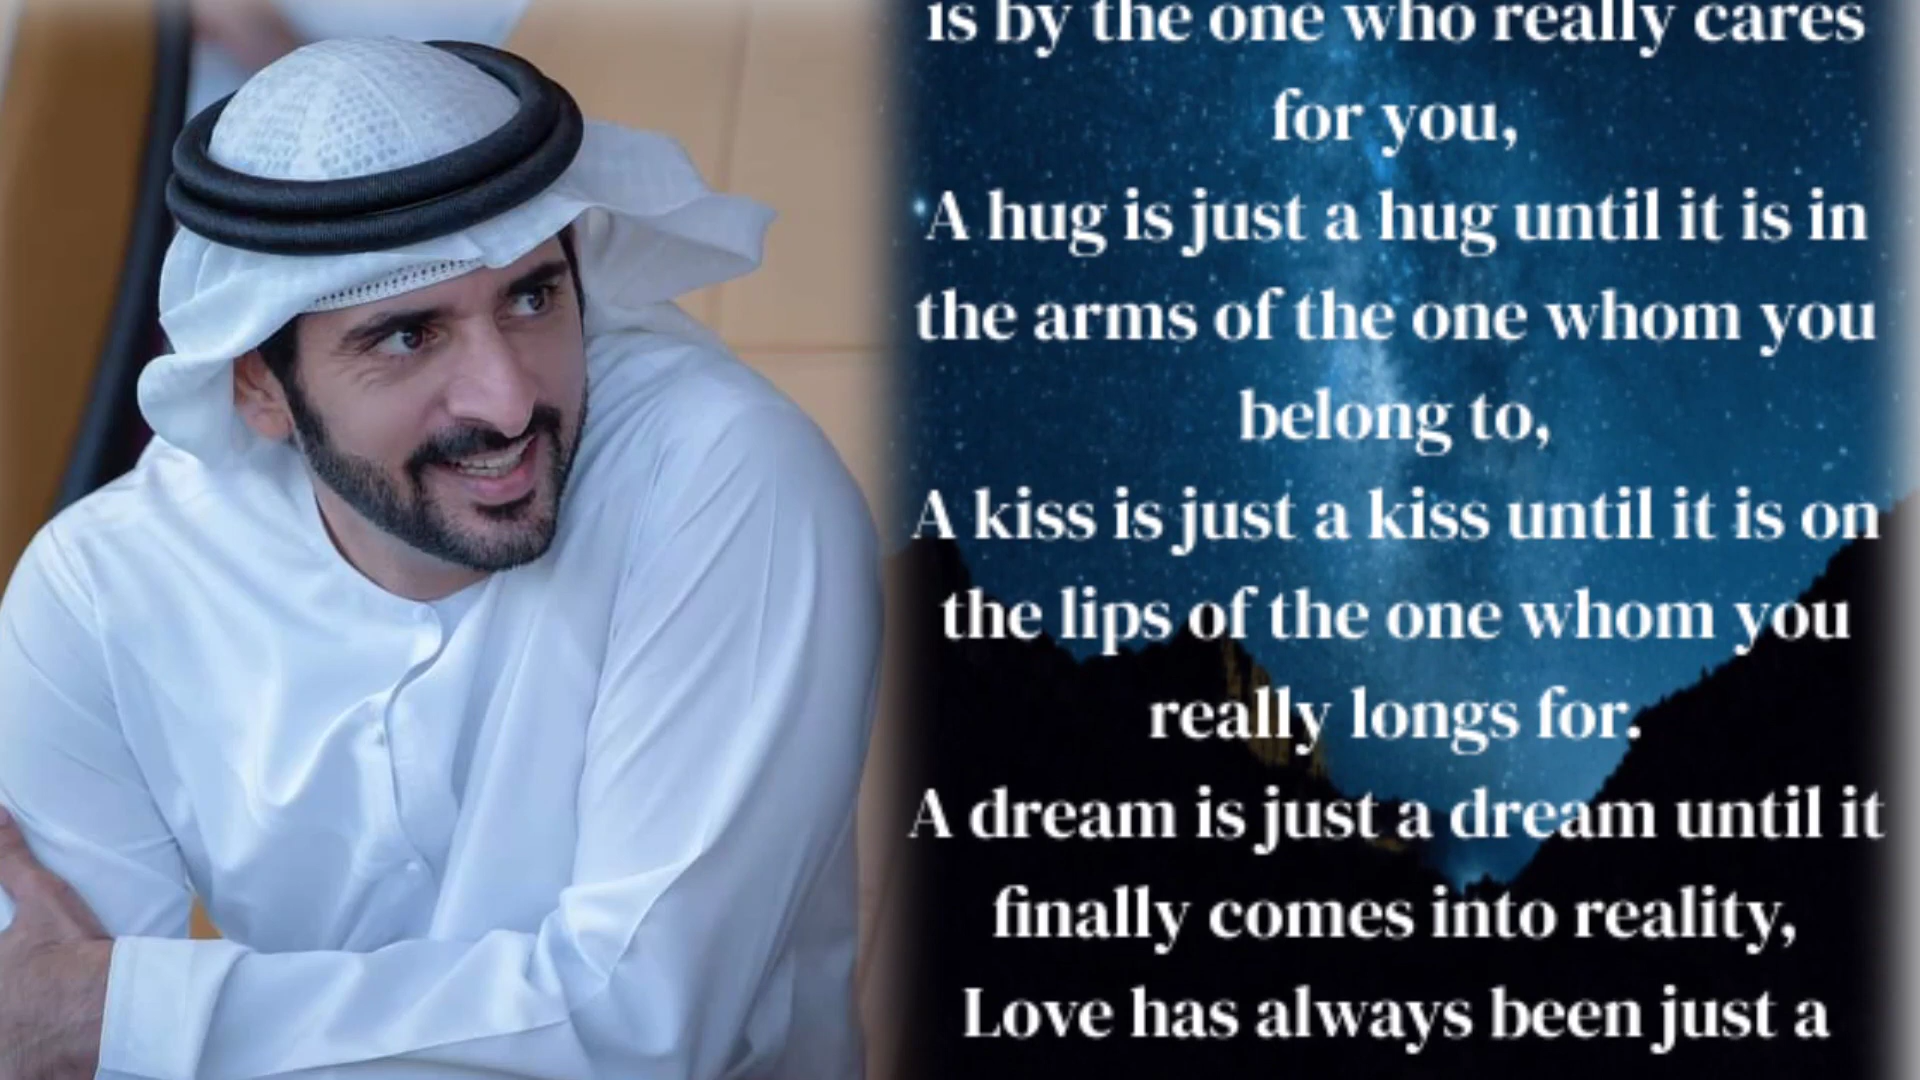 is by the one who really cares
for you,
A hug is just a hug until it is in
the arms of the one whom you
belong to,
A kiss is just a kiss until it is on
the lips of the one whom you
really longs for.
A dream is just a dream until it
finally comes into reality,
Love has always been just a